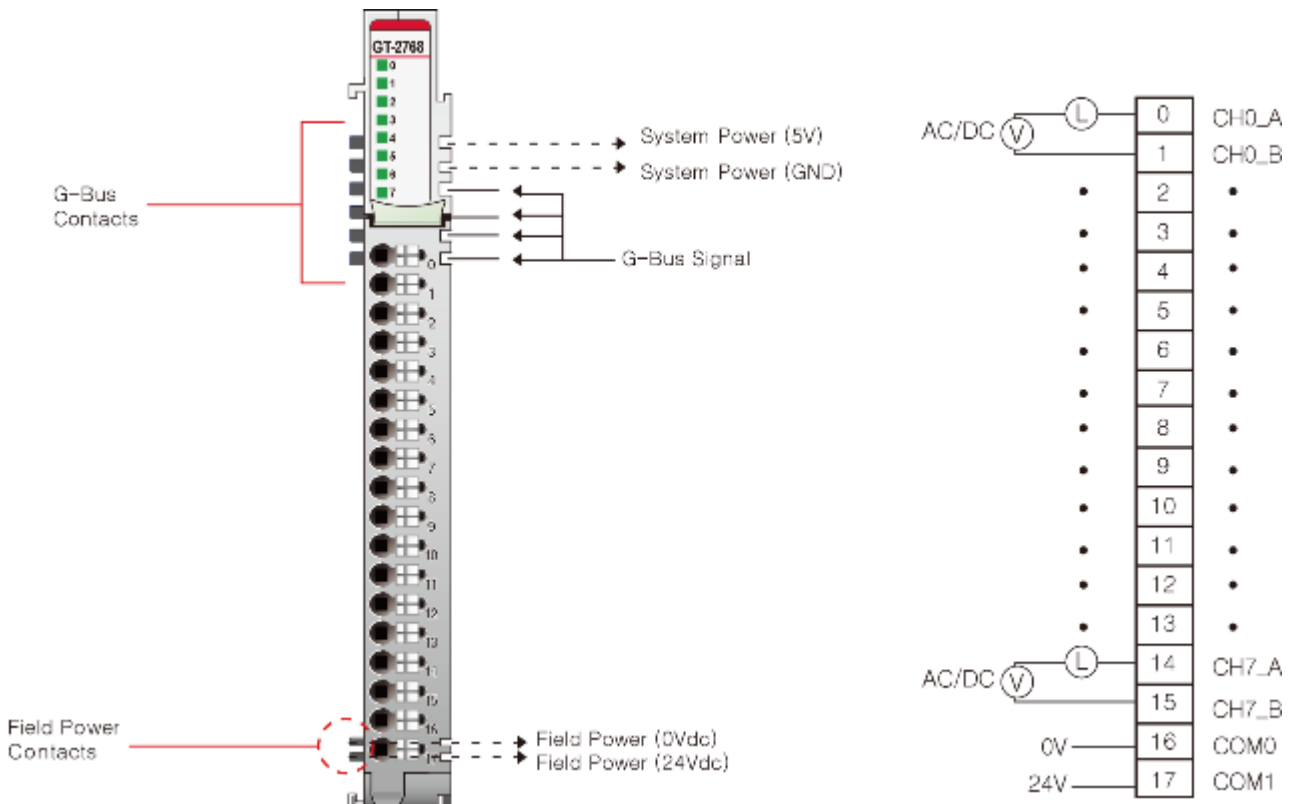 GT-2768
0
1
2
3
4
5
6
7
G-Bus
Contacts
System Power (5V)
System Power (GND)
G-Bus Signal
0
1
2
3
4
5
6
7
8
9
10
11
12
13
14
15
16
17
Field Power
Contacts
Field Power (0Vdc)
Field Power (24Vdc)
AC/DC V L 0 CH0_A
1 CH0_B
2
3
4
5
6
7
8
9
10
11
12
13
AC/DC V L 14 CH7_A
15 CH7_B
0V 16 COM0
24V 17 COM1